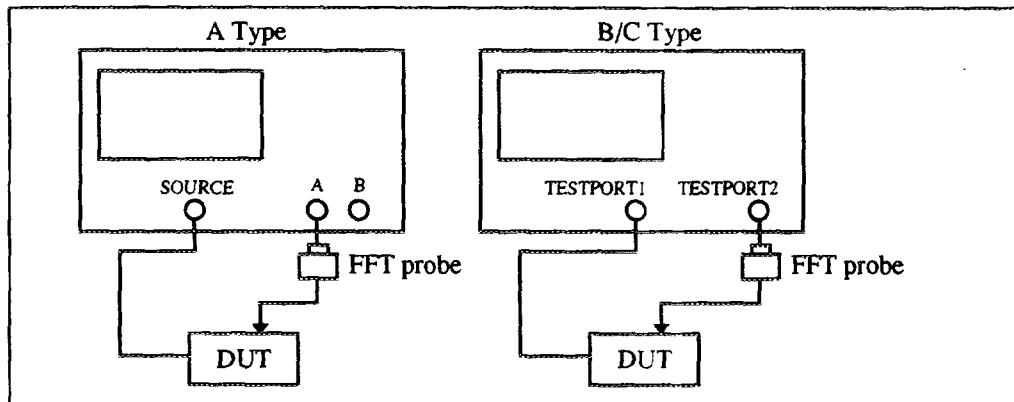 A Type
B/C Type
SOURCE
A
B
TESTPORT1
TESTPORT2
FFT probe
FFT probe
DUT
DUT